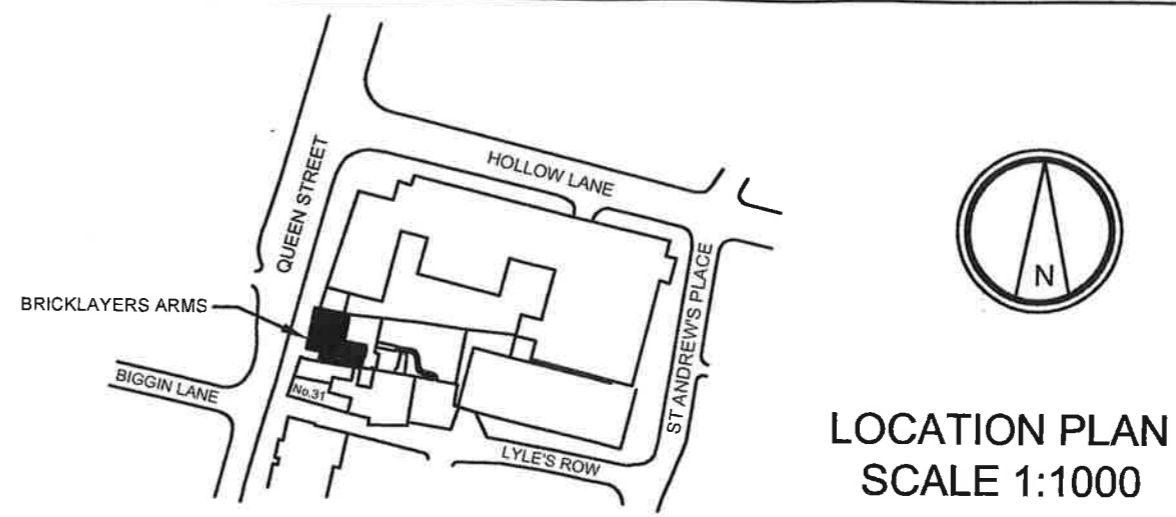 HOLLOW LANE
QUEEN STREET
ST ANDREW'S PLACE
N
BRICKLAYERS ARMS
BIGGIN LANE
No.31
LYLE'S ROW
LOCATION PLAN
SCALE 1:1000